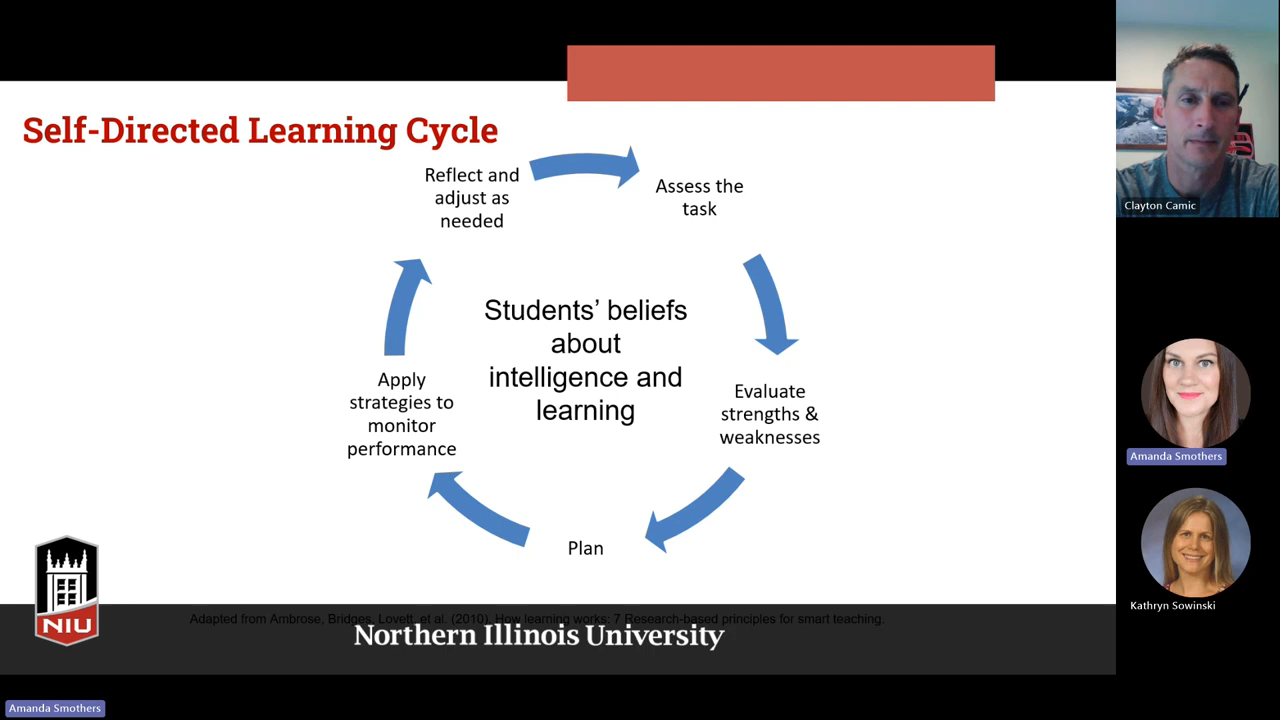 Self-Directed Learning Cycle
Reflect and
adjust as
needed
Assess the
task
Students’ beliefs
about
intelligence and
learning
Evaluate
strengths &
weaknesses
Apply
strategies to
monitor
performance
Plan
NIU
Adapted from Ambrose, Bridges, Lovett, et al. (2010). How learning works: 7 Research-based principles for smart teaching.
Northern Illinois University
Clayton Camic
Amanda Smothers
Kathryn Sowinski
Amanda Smothers